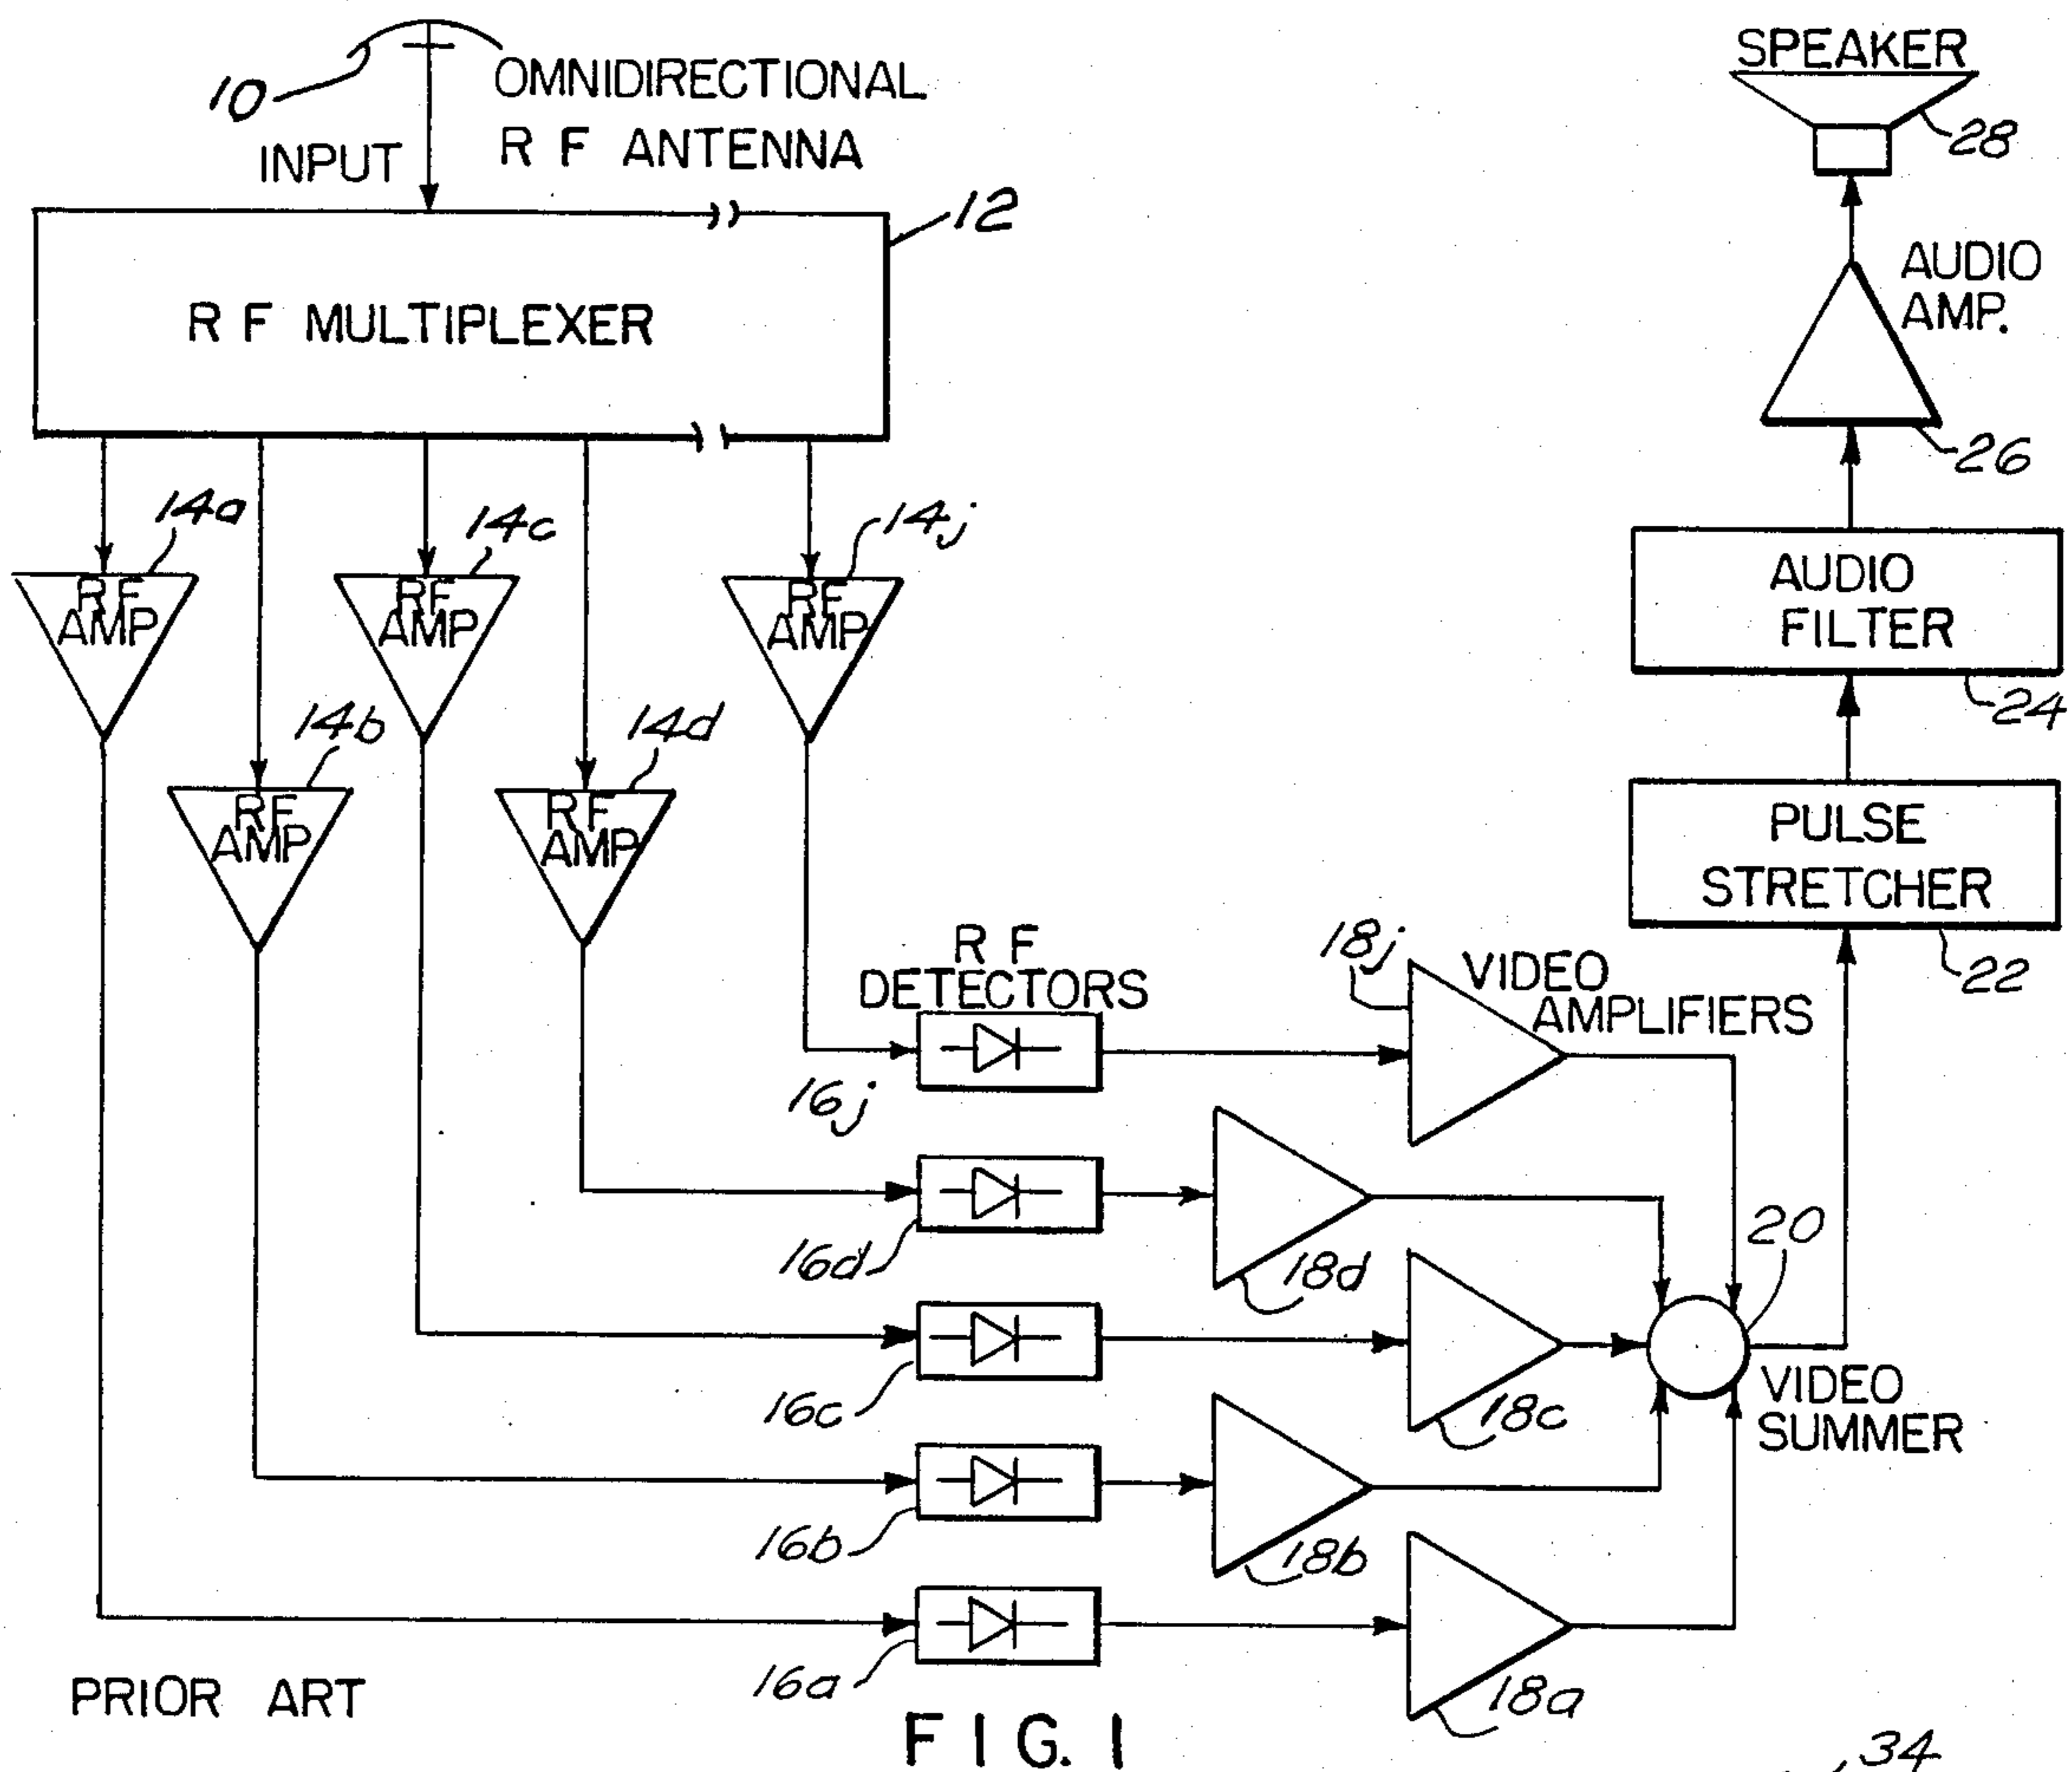 10
OMNIDIRECTIONAL
R F ANTENNA
INPUT
12
R F MULTIPLEXER
14a
14c
14j
RF
AMP
RF
AMP
RF
AMP
14b
14d
RF
AMP
RF
AMP
SPEAKER
28
AUDIO
AMP.
26
AUDIO
FILTER
24
PULSE
STRETCHER
22
R F
DETECTORS
18j
VIDEO
AMPLIFIERS
16j
16d
18d
20
16c
18c
VIDEO
SUMMER
16b
18b
16a
18a
PRIOR ART
FIG. 1
34